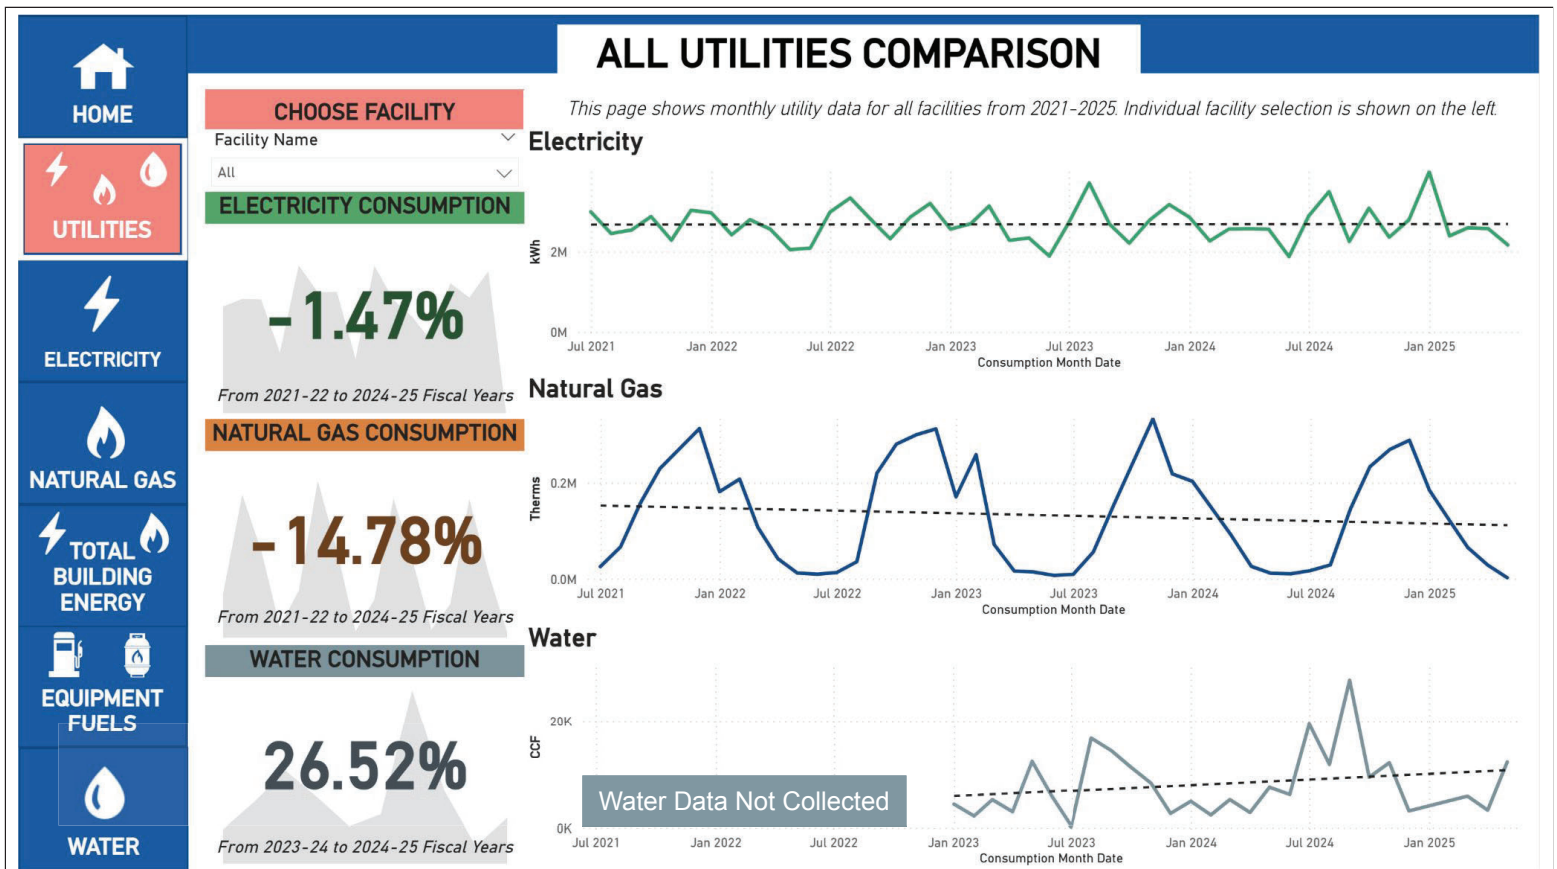 ALL UTILITIES COMPARISON
HOME
UTILITIES
ELECTRICITY
NATURAL GAS
TOTAL
BUILDING
ENERGY
EQUIPMENT
FUELS
WATER
CHOOSE FACILITY
Facility Name
All
ELECTRICITY CONSUMPTION
-1.47%
From 2021-22 to 2024-25 Fiscal Years
NATURAL GAS CONSUMPTION
-14.78%
From 2021-22 to 2024-25 Fiscal Years
WATER CONSUMPTION
26.52%
From 2023-24 to 2024-25 Fiscal Years
This page shows monthly utility data for all facilities from 2021-2025. Individual facility selection is shown on the left.
Electricity
kWh
2M
0M
Jul 2021 Jan 2022 Jul 2022 Jan 2023 Jul 2023 Jan 2024 Jul 2024 Jan 2025
Consumption Month Date
Natural Gas
Therms
0.2M
0.0M
Jul 2021 Jan 2022 Jul 2022 Jan 2023 Jul 2023 Jan 2024 Jul 2024 Jan 2025
Consumption Month Date
Water
CCF
20K
0K
Water Data Not Collected
Jul 2021 Jan 2022 Jul 2022 Jan 2023 Jul 2023 Jan 2024 Jul 2024 Jan 2025
Consumption Month Date